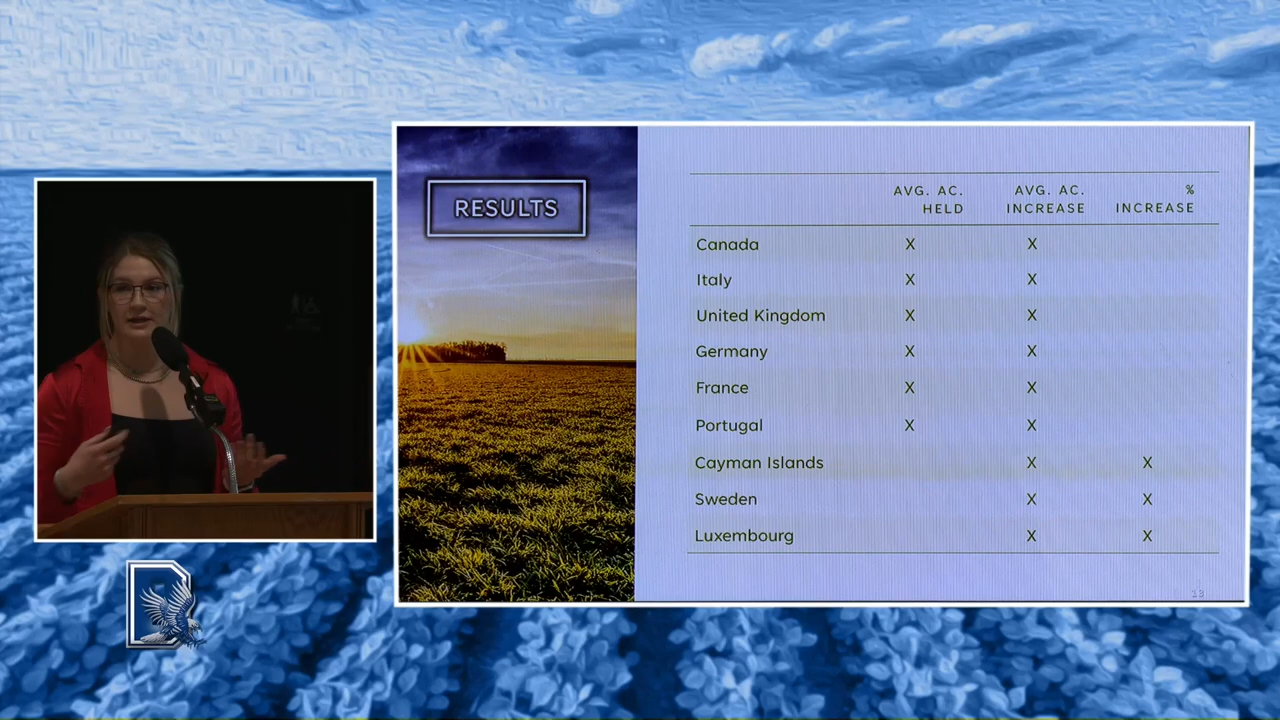 RESULTS
AVG. AC. HELD AVG. AC. INCREASE % INCREASE
Canada X X
Italy X X
United Kingdom X X
Germany X X
France X X
Portugal X X
Cayman Islands X X
Sweden X X
Luxembourg X X